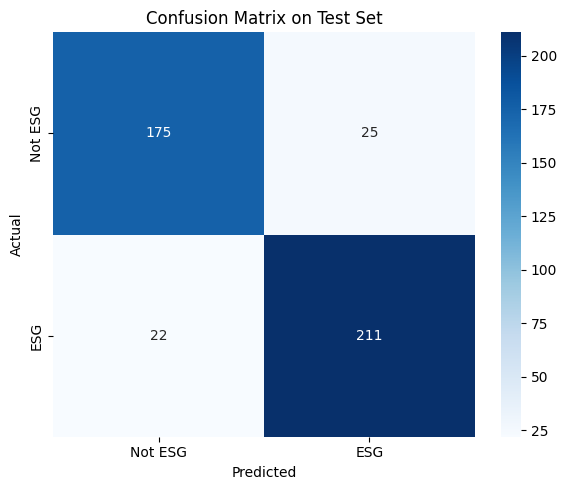 Confusion Matrix on Test Set
Actual
Not ESG
ESG
175
25
22
211
Not ESG
ESG
Predicted
200
175
150
125
100
75
50
25